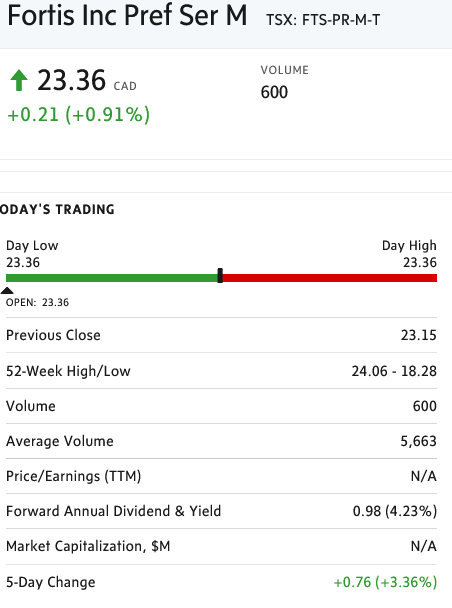 Fortis Inc Pref Ser M TSX: FTS-PR-M-T
23.36 CAD
+0.21 (+0.91%)
VOLUME
600
ODAY'S TRADING
Day Low Day High
23.36 23.36
OPEN: 23.36
Previous Close 23.15
52-Week High/Low 24.06 - 18.28
Volume 600
Average Volume 5,663
Price/Earnings (TTM) N/A
Forward Annual Dividend & Yield 0.98 (4.23%)
Market Capitalization, $M N/A
5-Day Change +0.76 (+3.36%)